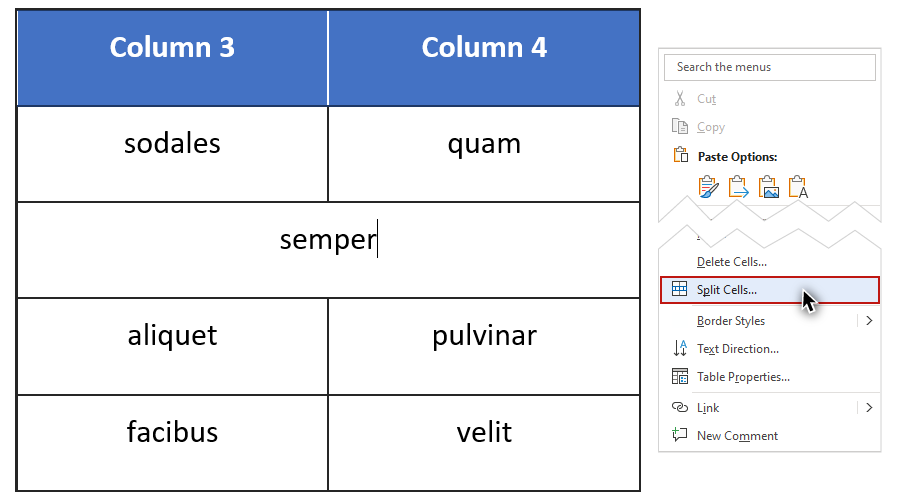 Column 3 Column 4
sodales quam
semper
aliquet pulvinar
facibus velit
Search the menus
Cut
Copy
Paste Options:
Delete Cells...
Split Cells...
Border Styles
Text Direction...
Table Properties...
Link
New Comment